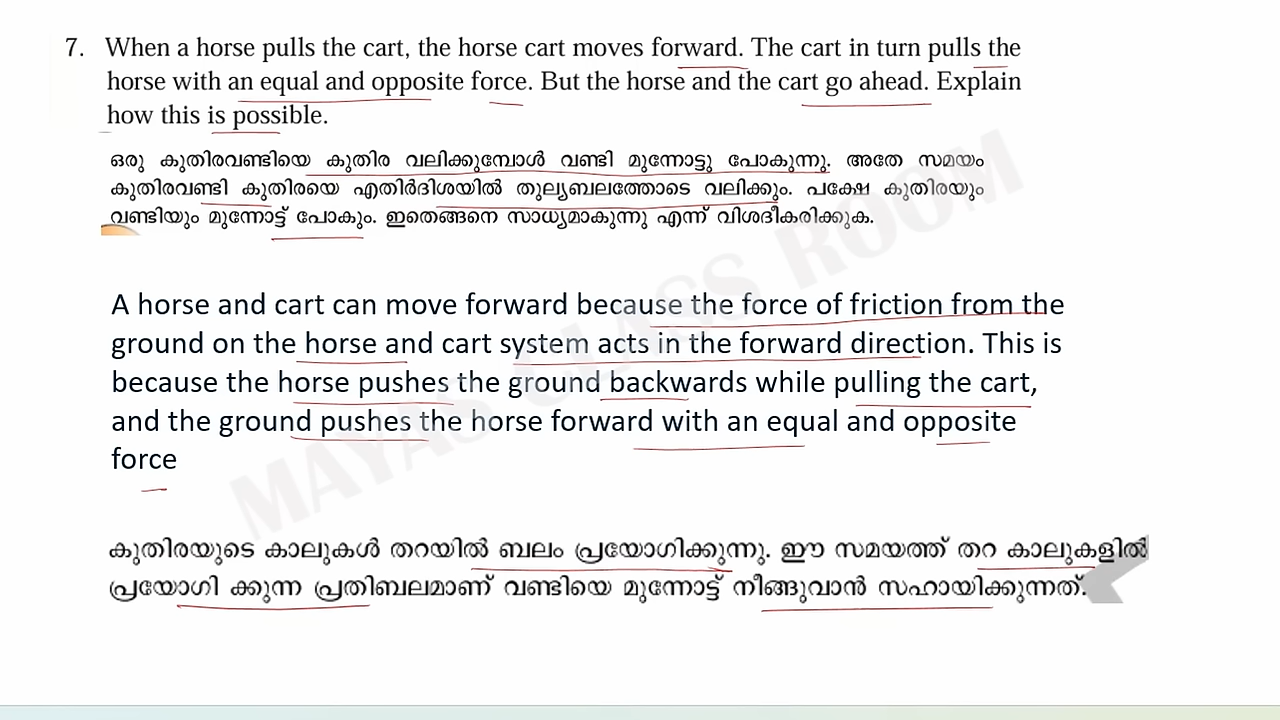 7. When a horse pulls the cart, the horse cart moves forward. The cart in turn pulls the
horse with an equal and opposite force. But the horse and the cart go ahead. Explain
how this is possible.
ഒരു കുതിരവണ്ടിയെ കുതിര വലിക്കുമ്പോൾ വണ്ടി മുന്നോട്ടു പോകുന്നു. അതേ സമയം
കുതിരവണ്ടി കുതിരയെ എതിർദിശയിൽ തുല്യബലത്തോടെ വലിക്കും. പക്ഷേ കുതിരയും
വണ്ടിയും മുന്നോട്ട് പോകും. ഇതെങ്ങനെ സാധ്യമാകുന്നു എന്ന് വിശദീകരിക്കുക.
A horse and cart can move forward because the force of friction from the
ground on the horse and cart system acts in the forward direction. This is
because the horse pushes the ground backwards while pulling the cart,
and the ground pushes the horse forward with an equal and opposite
force
കുതിരയുടെ കാലുകൾ തറയിൽ ബലം പ്രയോഗിക്കുന്നു. ഈ സമയത്ത് തറ കാലുകളിൽ
പ്രയോഗി ക്കുന്ന പ്രതിബലമാണ് വണ്ടിയെ മുന്നോട്ട് നീങ്ങുവാൻ സഹായിക്കുന്നത്.
MAYAS CLASS ROOM